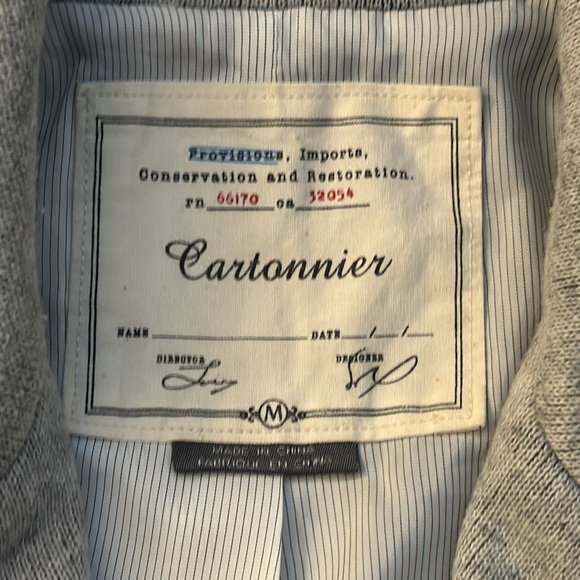 Provisions, Imports,
Conservation and Restoration.
rn 66170 ca 32054
Cartonnier
NAME DATE / /
DIRECTOR DESIGNER
M
MADE IN CHINA
FABRIQUÉ EN CHINA